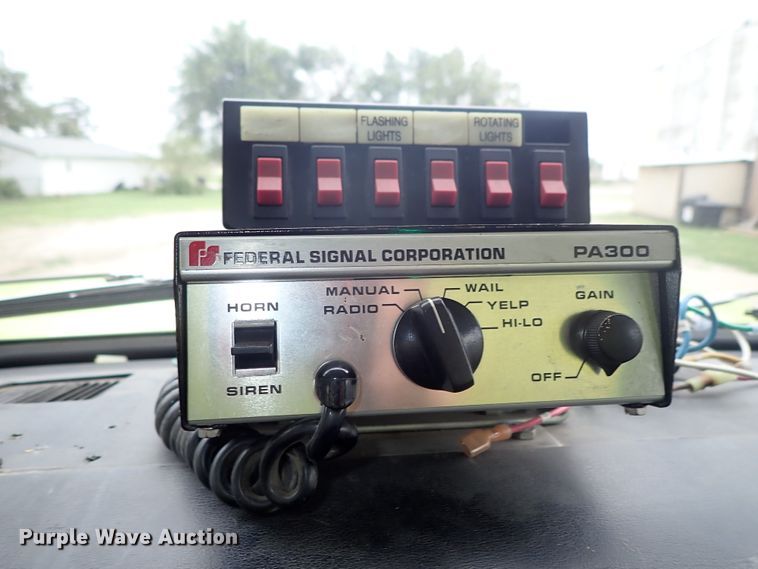 FLASHING
LIGHTS
ROTATING
LIGHTS
FS FEDERAL SIGNAL CORPORATION PA300
HORN
SIREN
MANUAL
RADIO
WAIL
YELP
HI-LO
GAIN
OFF
Purple Wave Auction